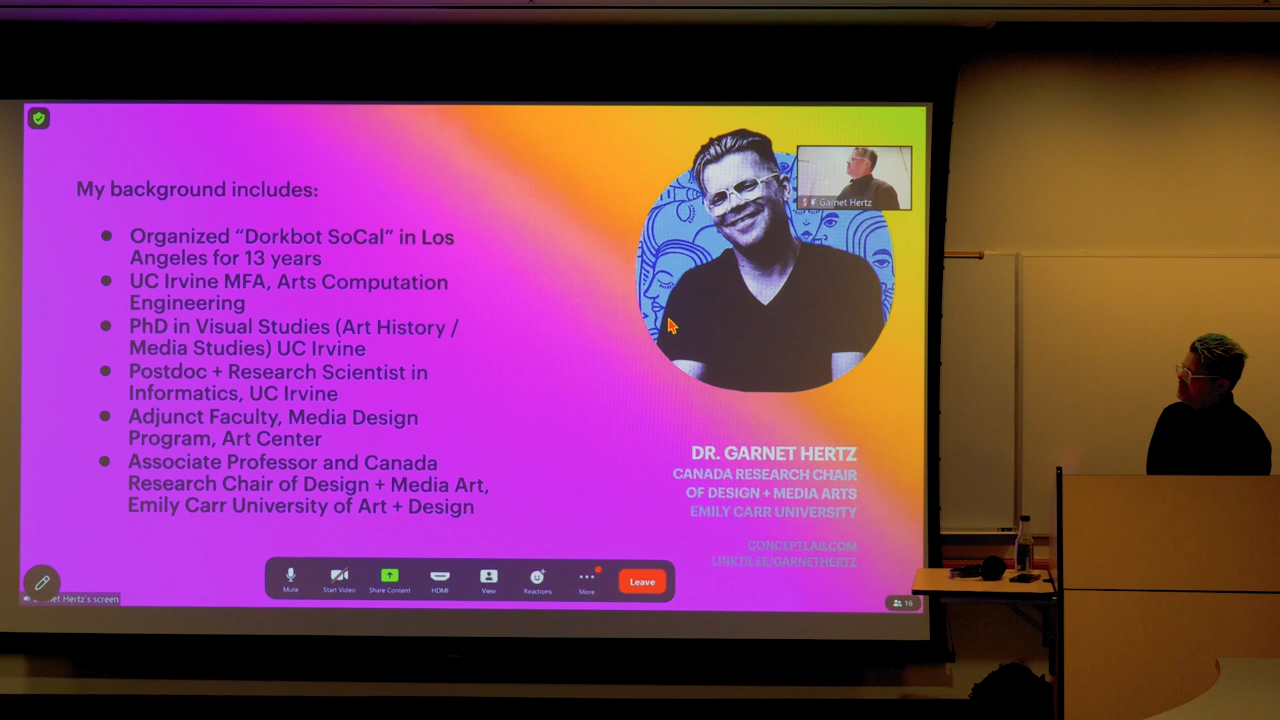 My background includes:
Organized “Dorkbot SoCal” in Los
Angeles for 13 years
UC Irvine MFA, Arts Computation
Engineering
PhD in Visual Studies (Art History /
Media Studies) UC Irvine
Postdoc + Research Scientist in
Informatics, UC Irvine
Adjunct Faculty, Media Design
Program, Art Center
Associate Professor and Canada
Research Chair of Design + Media Art,
Emily Carr University of Art + Design
Garnet Hertz
DR. GARNET HERTZ
CANADA RESEARCH CHAIR
OF DESIGN + MEDIA ARTS
EMILY CARR UNIVERSITY
CONCEPTLAB.COM
LINKTR.EE/GARNETHERTZ
Mute
Start Video
Share Content
HDMI
View
Reactions
More
Leave
Hertz's screen
16